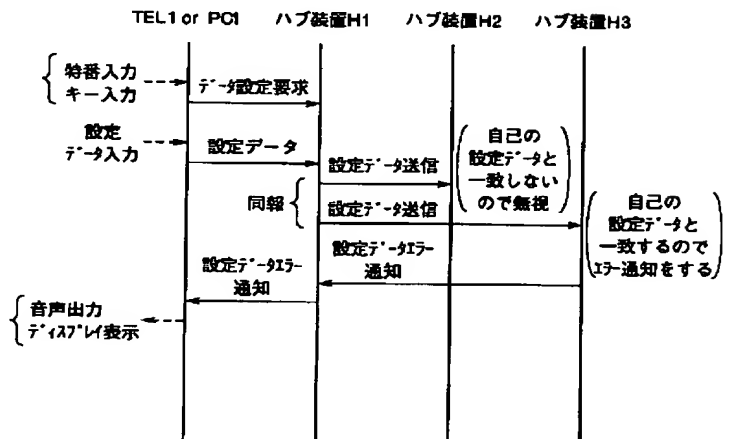 TEL1 or PC1 ハブ装置H1 ハブ装置H2 ハブ装置H3
特番入力
キー入力
データ設定要求
設定
データ入力
設定データ
設定データ送信
自己の
設定データと
一致しない
ので無視
同報
設定データ送信
自己の
設定データと
一致するので
エラー通知をする
設定データエラー
通知
設定データエラー
通知
音声出力
ディスプレイ表示